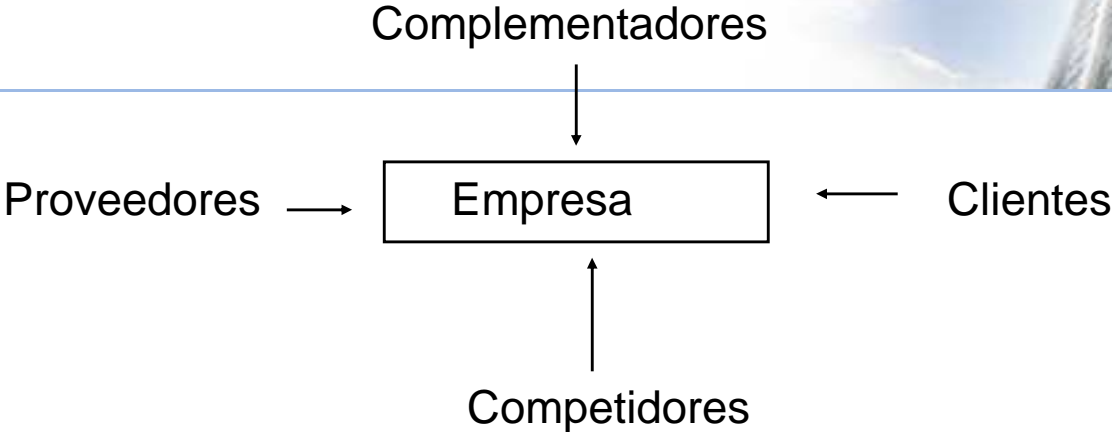 Complementadores
Proveedores
Empresa
Clientes
Competidores